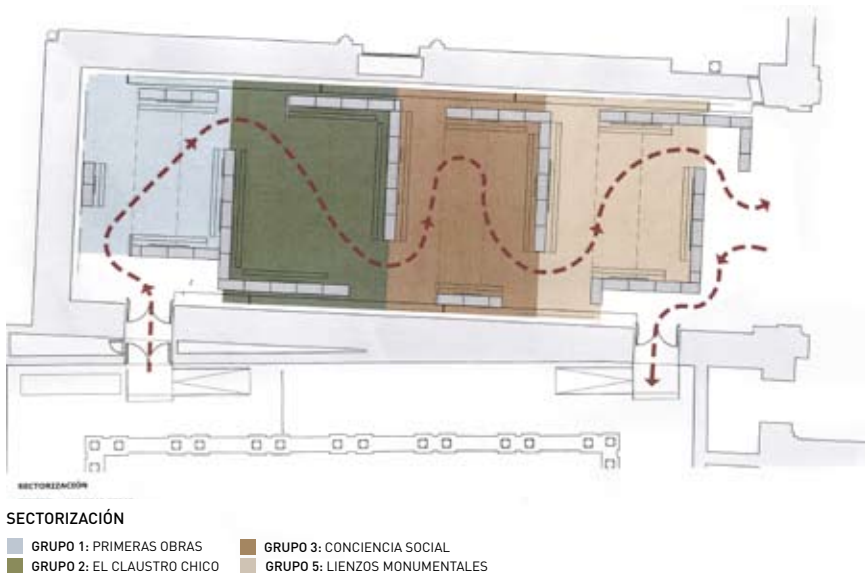 SECTORIZACIÓN
SECTORIZACIÓN
GRUPO 1: PRIMERAS OBRAS
GRUPO 2: EL CLAUSTRO CHICO
GRUPO 3: CONCIENCIA SOCIAL
GRUPO 5: LIENZOS MONUMENTALES